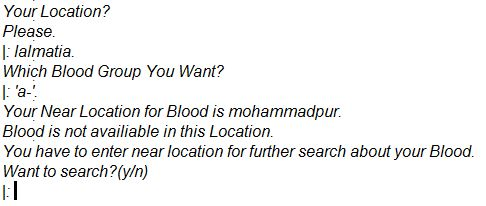 Your Location?
Please.
|: lalmatia.
Which Blood Group You Want?
|: 'a-'.
Your Near Location for Blood is mohammadpur.
Blood is not availiable in this Location.
You have to enter near location for further search about your Blood.
Want to search?(y/n)
|: